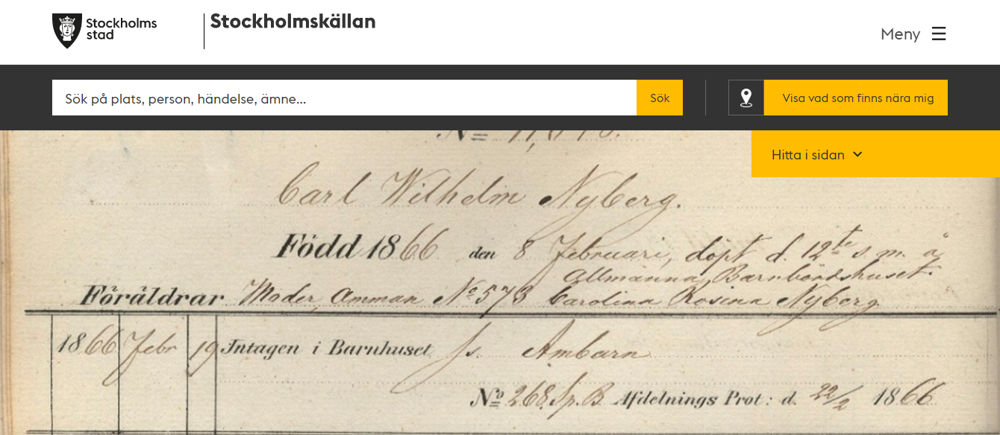 Stockholms
stad
Stockholmskällan
Meny
Sök på plats, person, händelse, ämne...
Sök
Visa vad som finns nära mig
Hitta i sidan
No
Carl Wilhelm Nyberg.
Född 1866 den 8 Februari, döpt d. 12te s. m. å
Allmänna Barnbördshuset.
Föräldrar Moder, Amman No 573 Carolina Rosina Nyberg
1866 Febr 19 Intagen i Barnhuset ss. Ambarn
No 268 Sp. B Afdelnings Prot: d. 22/2 1866